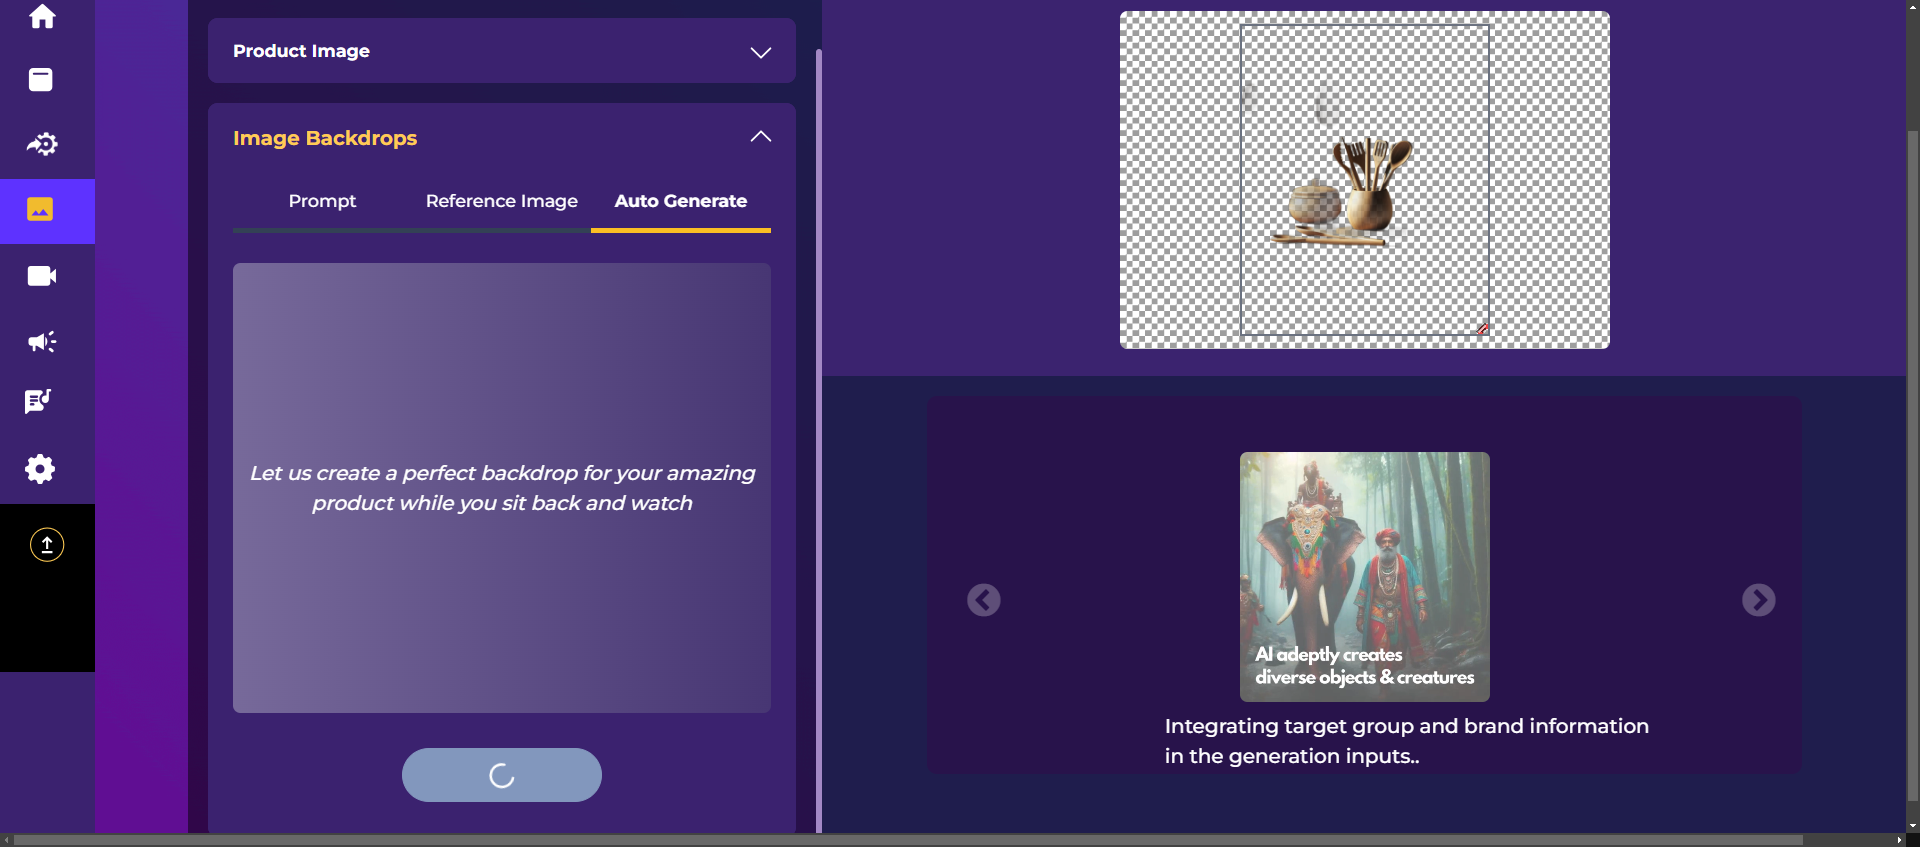 Product Image
Image Backdrops
Prompt
Reference Image
Auto Generate
Let us create a perfect backdrop for your amazing
product while you sit back and watch
AI adeptly creates
diverse objects & creatures
Integrating target group and brand information
in the generation inputs..